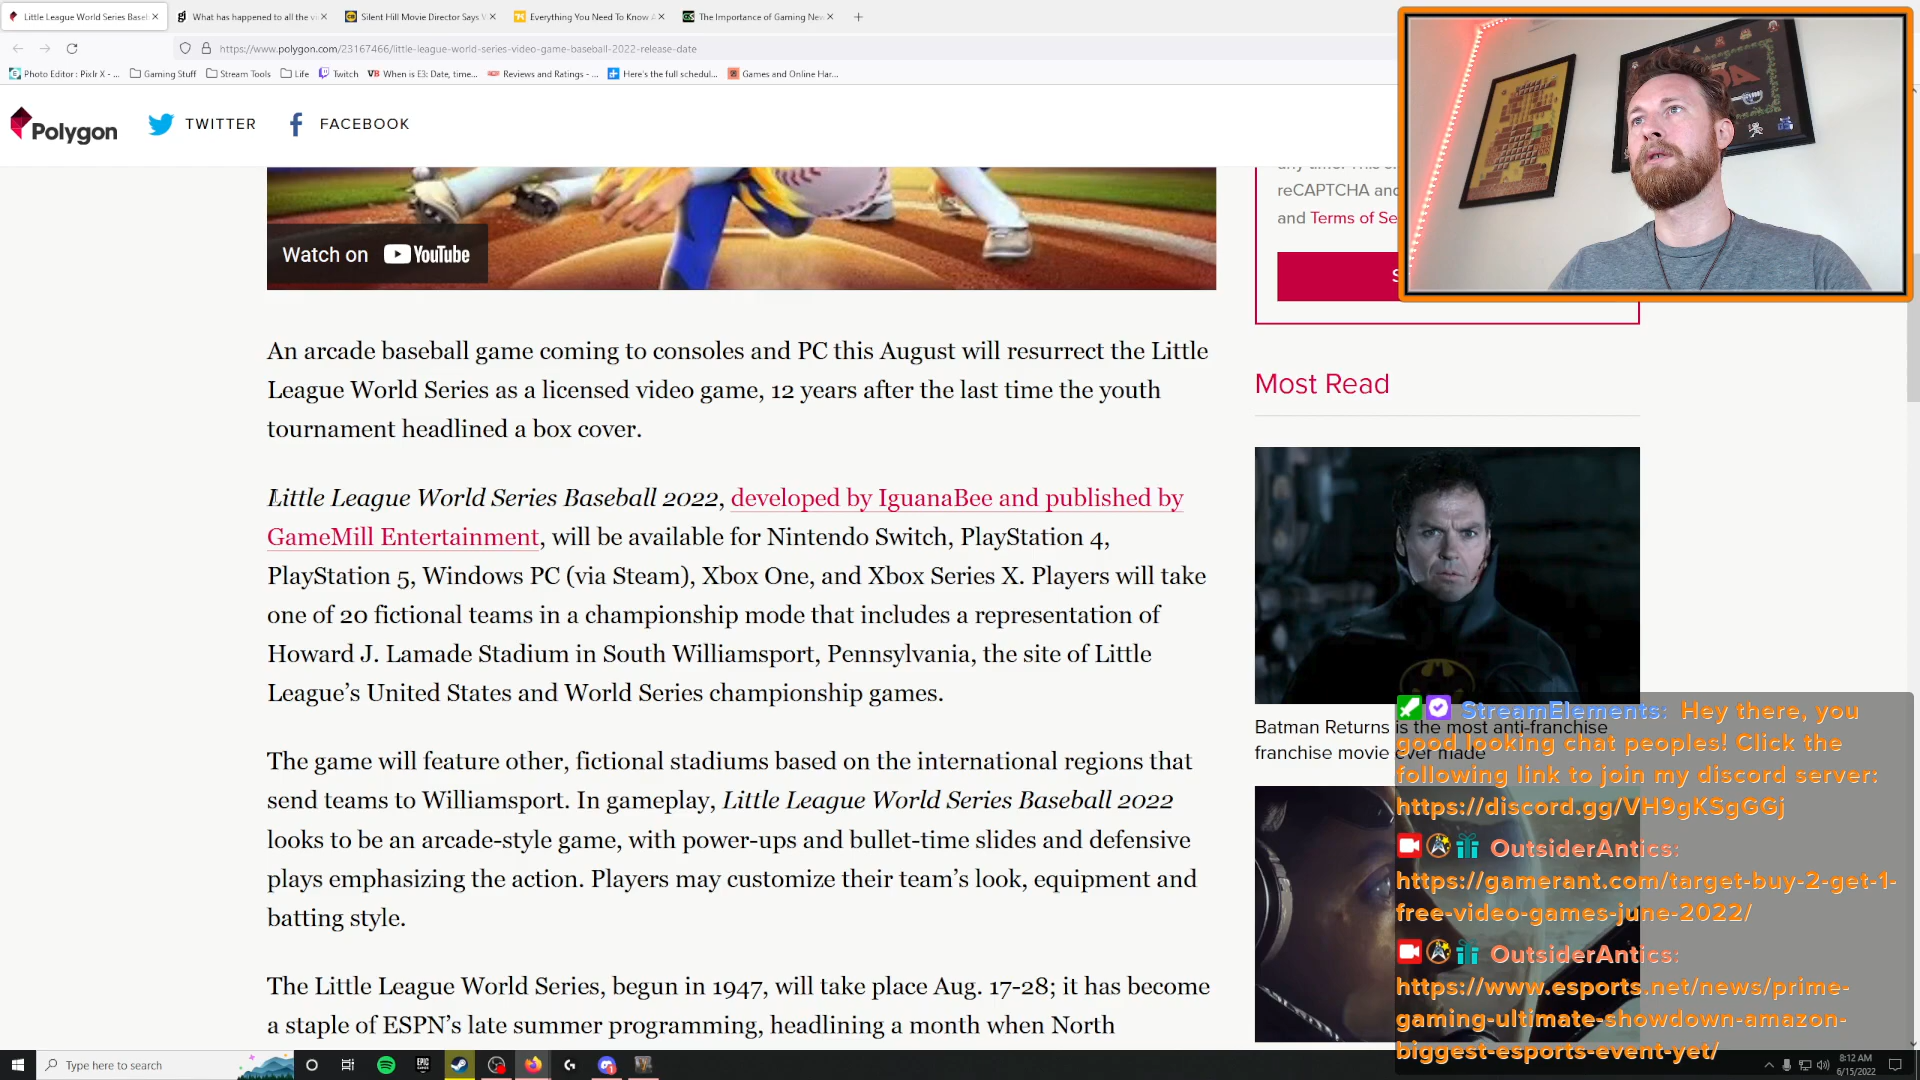 Little League World Series Basel
What has happened to all the vi
Silent Hill Movie Director Says V
Everything You Need To Know A
The Importance of Gaming New
https://www.polygon.com/23167466/little-league-world-series-video-game-baseball-2022-release-date
Photo Editor : Pixlr X - ...
Gaming Stuff
Stream Tools
Life
Twitch
When is E3: Date, time...
Reviews and Ratings - ...
Here's the full schedul...
Games and Online Har...
Polygon
TWITTER
FACEBOOK
Watch on YouTube
reCAPTCHA and
and Terms of Se
An arcade baseball game coming to consoles and PC this August will resurrect the Little
League World Series as a licensed video game, 12 years after the last time the youth
tournament headlined a box cover.
Little League World Series Baseball 2022, developed by IguanaBee and published by
GameMill Entertainment, will be available for Nintendo Switch, PlayStation 4,
PlayStation 5, Windows PC (via Steam), Xbox One, and Xbox Series X. Players will take
one of 20 fictional teams in a championship mode that includes a representation of
Howard J. Lamade Stadium in South Williamsport, Pennsylvania, the site of Little
League’s United States and World Series championship games.
The game will feature other, fictional stadiums based on the international regions that
send teams to Williamsport. In gameplay, Little League World Series Baseball 2022
looks to be an arcade-style game, with power-ups and bullet-time slides and defensive
plays emphasizing the action. Players may customize their team’s look, equipment and
batting style.
The Little League World Series, begun in 1947, will take place Aug. 17-28; it has become
a staple of ESPN’s late summer programming, headlining a month when North
Most Read
Batman Returns is the most anti-franchise
franchise movie ever made
StreamElements: Hey there, you
good looking chat peoples! Click the
following link to join my discord server:
https://discord.gg/VH9gKSgGGj
OutsiderAntics:
https://gamerant.com/target-buy-2-get-1-
free-video-games-june-2022/
OutsiderAntics:
https://www.esports.net/news/prime-
gaming-ultimate-showdown-amazon-
biggest-esports-event-yet/
Type here to search
8:12 AM
6/15/2022